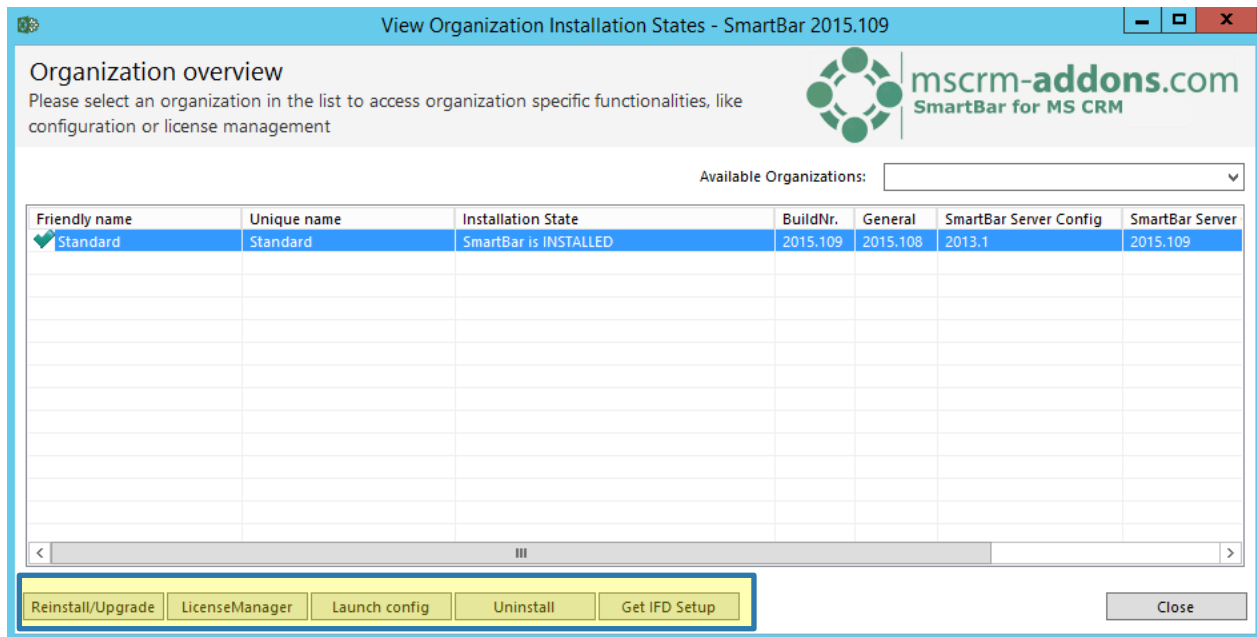 View Organization Installation States - SmartBar 2015.109
Organization overview
Please select an organization in the list to access organization specific functionalities, like
configuration or license management
mscrm-addons.com
SmartBar for MS CRM
Available Organizations:
Friendly name Unique name Installation State BuildNr. General SmartBar Server Config SmartBar Server
Standard Standard SmartBar is INSTALLED 2015.109 2015.108 2013.1 2015.109
Reinstall/Upgrade LicenseManager Launch config Uninstall Get IFD Setup Close